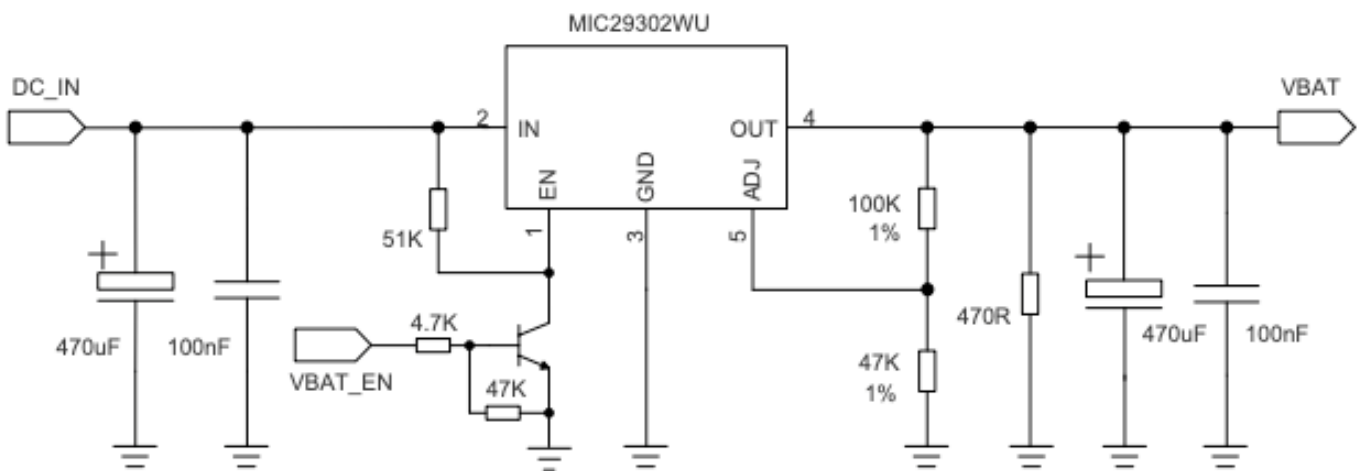 MIC29302WU
DC_IN
VBAT
2
IN
OUT
4
EN
GND
ADJ
1
3
5
51K
100K
1%
+
470uF
100nF
4.7K
VBAT_EN
47K
470R
47K
1%
+
470uF
100nF